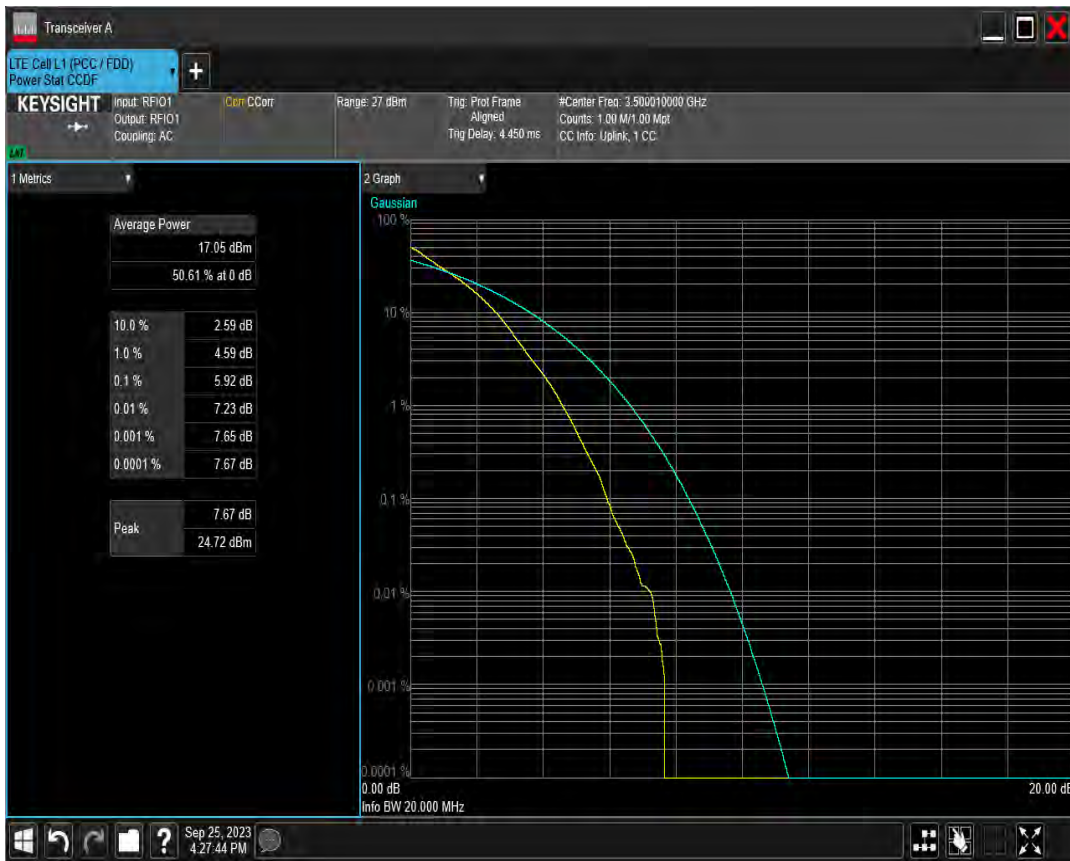 Transceiver A
LTE Cell L1 (PCC / FDD)
Power Stat CCDF
KEYSIGHT
Input: RFIO1
Output: RFIO1
Coupling: AC
Corr CCorr
Range: 27 dBm
Trig: Prot Frame
Aligned
Trig Delay: 4.450 ms
#Center Freq: 3.500010000 GHz
Counts: 1.00 M/1.00 Mpt
CC Info: Uplink, 1 CC
LXI
1 Metrics
Average Power
17.05 dBm
50.61 % at 0 dB
10.0 % 2.59 dB
1.0 % 4.59 dB
0.1 % 5.92 dB
0.01 % 7.23 dB
0.001 % 7.65 dB
0.0001 % 7.67 dB
Peak
7.67 dB
24.72 dBm
2 Graph
Gaussian
100 %
10 %
1 %
0.1 %
0.01 %
0.001 %
0.0001 %
0.00 dB
20.00 dB
Info BW 20.000 MHz
?
Sep 25, 2023
4:27:44 PM